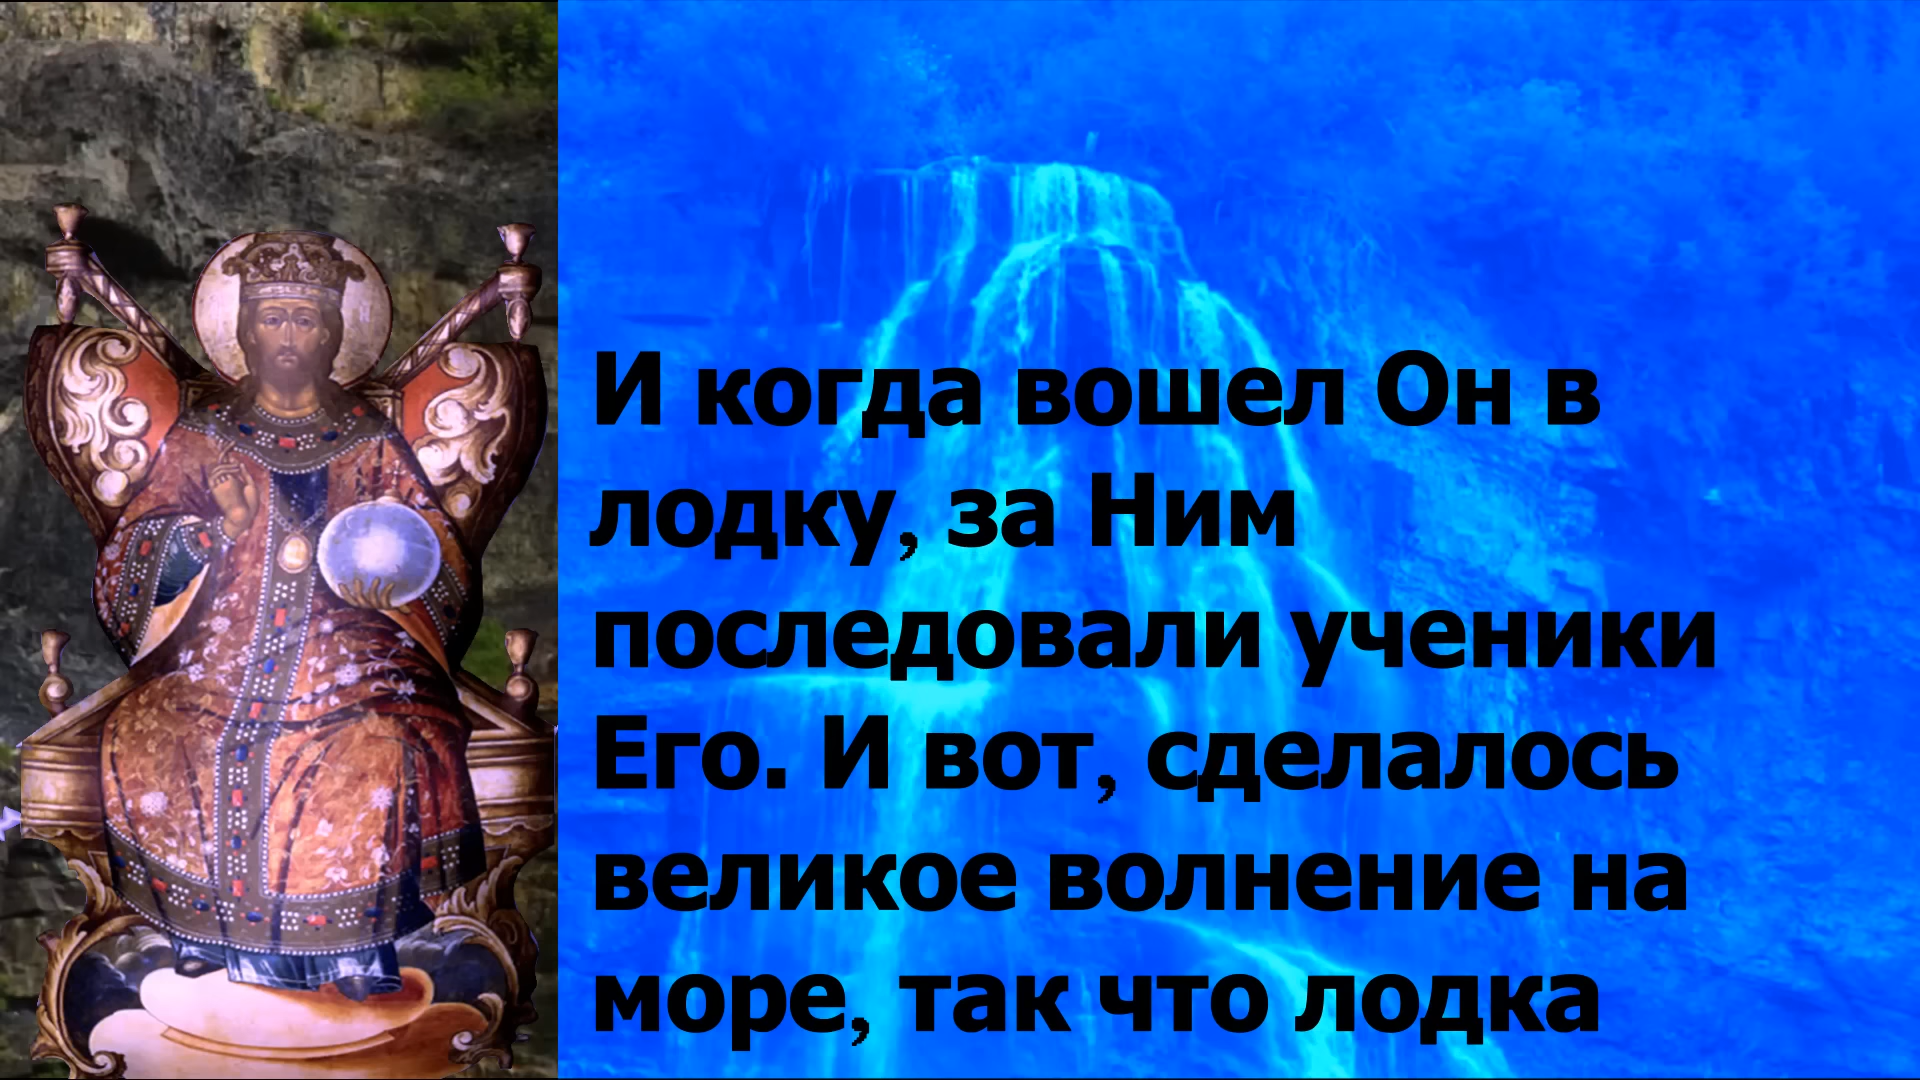 И когда вошел Он в
лодку, за Ним
последовали ученики
Его. И вот, сделалось
великое волнение на
море, так что лодка